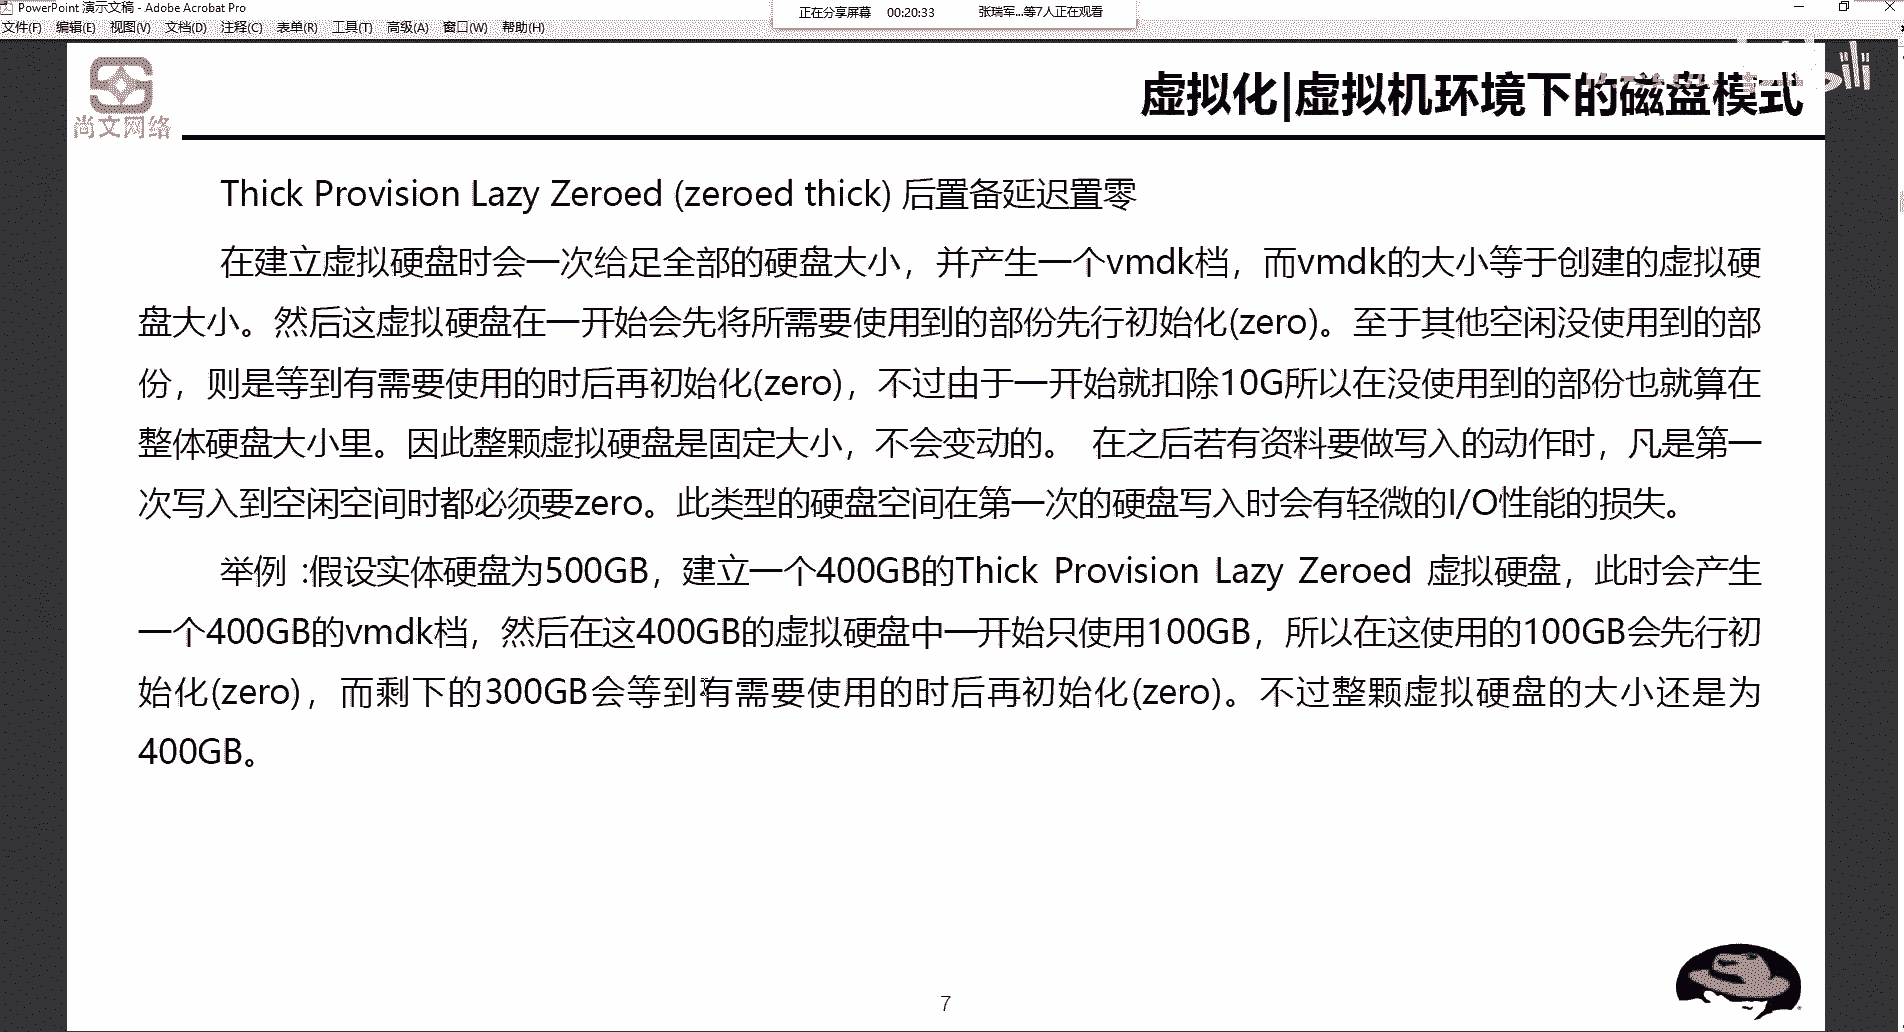 PowerPoint 演示文稿 - Adobe Acrobat Pro
正在分享屏幕 00:20:33 张瑞军...等7人正在观看
文件(F) 编辑(E) 视图(V) 文档(D) 注释(C) 表单(R) 工具(T) 高级(A) 窗口(W) 帮助(H)
尚文网络
虚拟化|虚拟机环境下的磁盘模式
Thick Provision Lazy Zeroed (zeroed thick) 后置备延迟置零
在建立虚拟硬盘时会一次给足全部的硬盘大小，并产生一个vmdk档，而vmdk的大小等于创建的虚拟硬
盘大小。然后这虚拟硬盘在一开始会先将所需要使用到的部份先行初始化(zero)。至于其他空闲没使用到的部
份，则是等到有需要使用的时后再初始化(zero)，不过由于一开始就扣除10G所以在没使用到的部份也就算在
整体硬盘大小里。因此整颗虚拟硬盘是固定大小，不会变动的。 在之后若有资料要做写入的动作时，凡是第一
次写入到空闲空间时都必须要zero。此类型的硬盘空间在第一次的硬盘写入时会有轻微的I/O性能的损失。
举例 :假设实体硬盘为500GB，建立一个400GB的Thick Provision Lazy Zeroed 虚拟硬盘，此时会产生
一个400GB的vmdk档，然后在这400GB的虚拟硬盘中一开始只使用100GB，所以在这使用的100GB会先行初
始化(zero)，而剩下的300GB会等到有需要使用的时后再初始化(zero)。不过整颗虚拟硬盘的大小还是为
400GB。
7